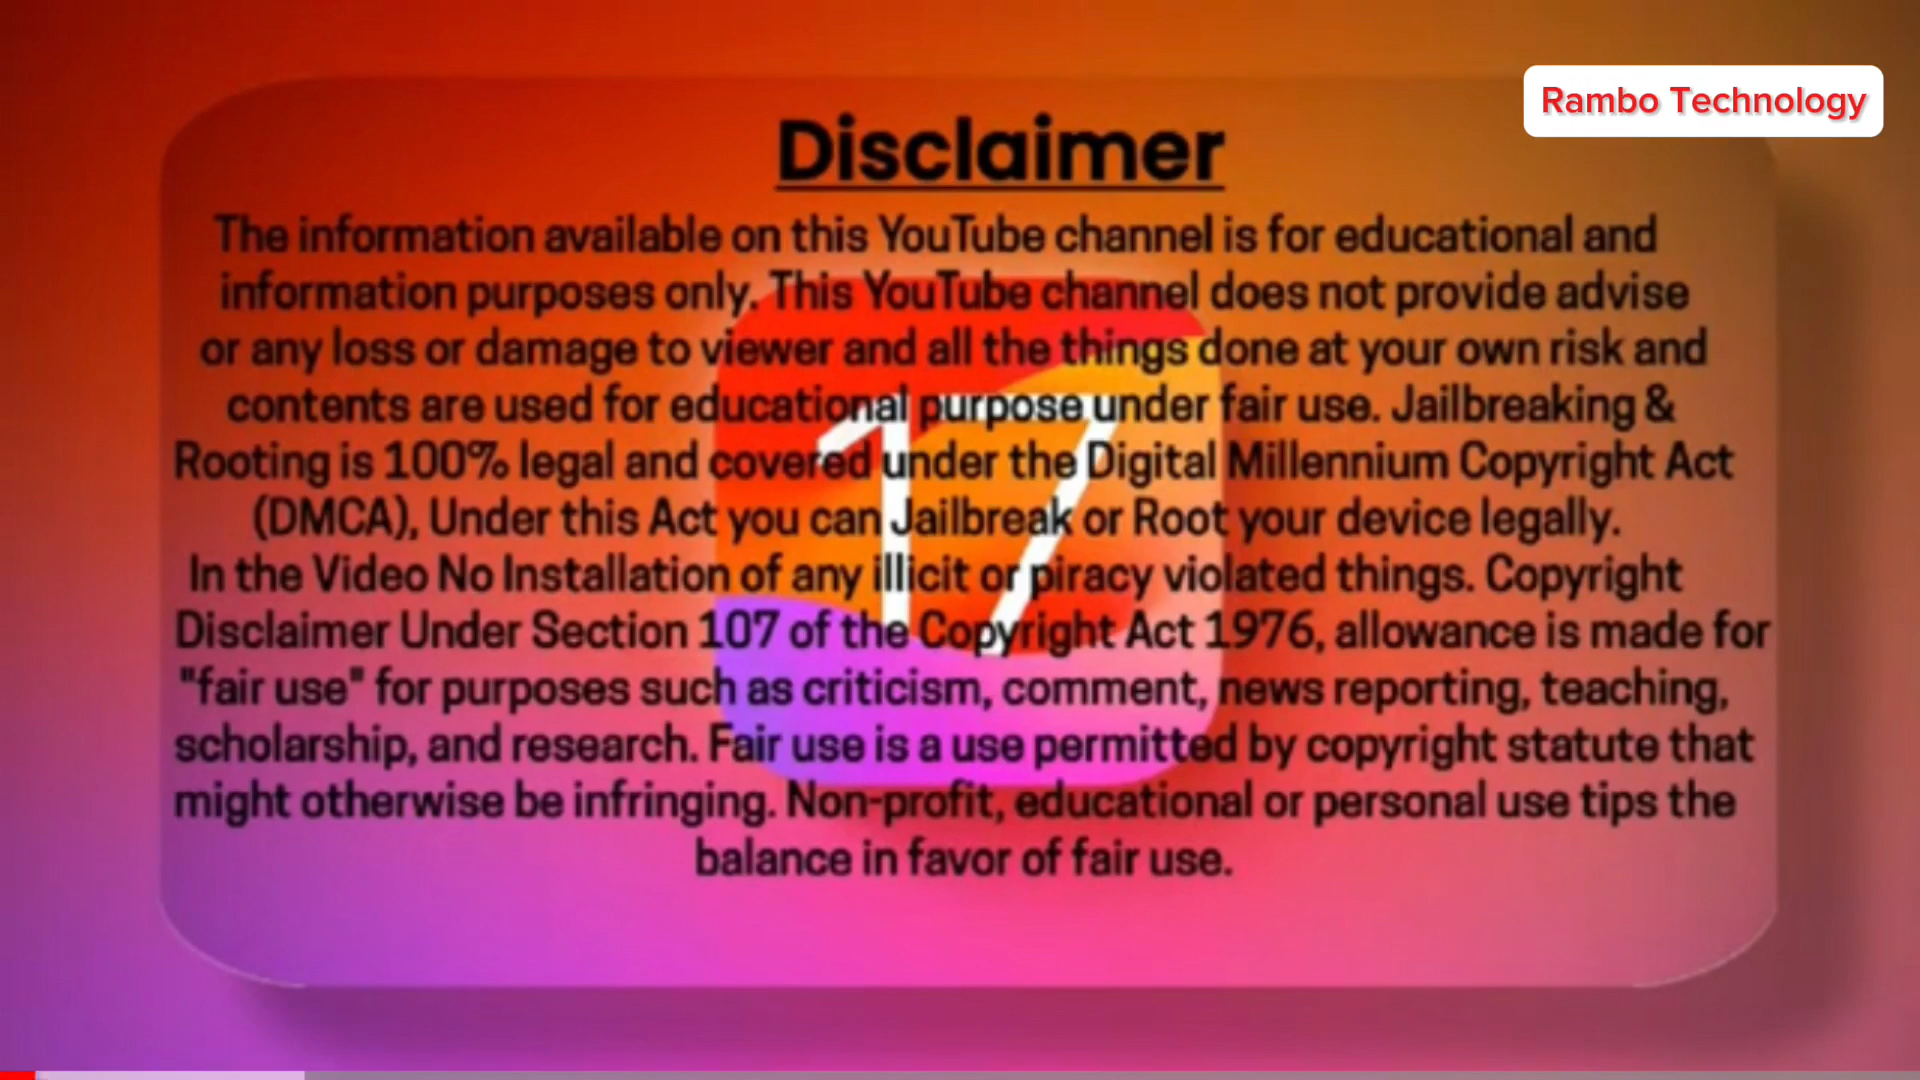 Rambo Technology
Disclaimer
The information available on this YouTube channel is for educational and
information purposes only. This YouTube channel does not provide advise
or any loss or damage to viewer and all the things done at your own risk and
contents are used for educational purpose under fair use. Jailbreaking &
Rooting is 100% legal and covered under the Digital Millennium Copyright Act
(DMCA), Under this Act you can Jailbreak or Root your device legally.
In the Video No Installation of any illicit or piracy violated things. Copyright
Disclaimer Under Section 107 of the Copyright Act 1976, allowance is made for
"fair use" for purposes such as criticism, comment, news reporting, teaching,
scholarship, and research. Fair use is a use permitted by copyright statute that
might otherwise be infringing. Non-profit, educational or personal use tips the
balance in favor of fair use.
17